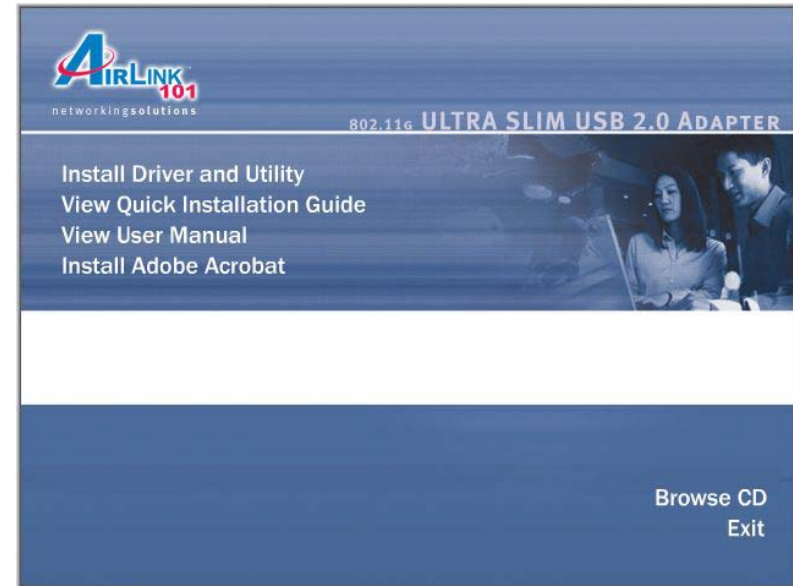 AIRLINK
101
networkingsolutions
802.11G ULTRA SLIM USB 2.0 ADAPTER
Install Driver and Utility
View Quick Installation Guide
View User Manual
Install Adobe Acrobat
Browse CD
Exit